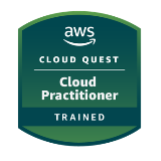 aws
CLOUD QUEST
Cloud
Practitioner
TRAINED